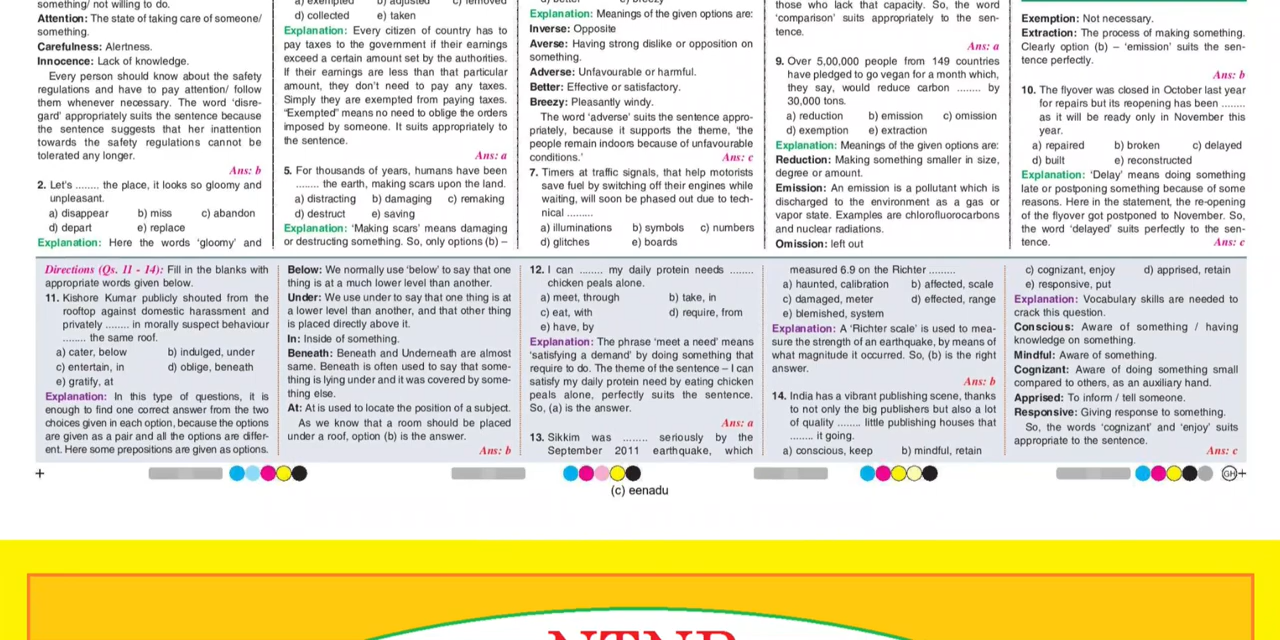 something/ not willing to do.
Attention: The state of taking care of someone/
something.
Carefulness: Alertness.
Innocence: Lack of knowledge.
Every person should know about the safety
regulations and have to pay attention/ follow
them whenever necessary. The word ‘disre-
gard’ appropriately suits the sentence because
the sentence suggests that her inattention
towards the safety regulations cannot be
tolerated any longer.
Ans: b
2. Let's ........ the place, it looks so gloomy and
unpleasant.
a) disappear b) miss c) abandon
d) depart e) replace
Explanation: Here the words ‘gloomy’ and
a) exempted b) adjusted c) removed
d) collected e) taken
Explanation: Every citizen of country has to
pay taxes to the government if their earnings
exceed a certain amount set by the authorities.
If their earnings are less than that particular
amount, they don't need to pay any taxes.
Simply they are exempted from paying taxes.
“Exempted” means no need to oblige the orders
imposed by someone. It suits appropriately to
the sentence.
Ans: a
5. For thousands of years, humans have been
........ the earth, making scars upon the land.
a) distracting b) damaging c) remaking
d) destruct e) saving
Explanation: ‘Making scars’ means damaging
or destructing something. So, only options (b) –
e) breezy
Explanation: Meanings of the given options are:
Inverse: Opposite
Averse: Having strong dislike or opposition on
something.
Adverse: Unfavourable or harmful.
Better: Effective or satisfactory.
Breezy: Pleasantly windy.
The word ‘adverse’ suits the sentence appro-
priately, because it supports the theme, ‘the
people remain indoors because of unfavourable
conditions.’ Ans: c
7. Timers at traffic signals, that help motorists
save fuel by switching off their engines while
waiting, will soon be phased out due to tech-
nical .........
a) illuminations b) symbols c) numbers
d) glitches e) boards
those who lack that capacity. So, the word
‘comparison’ suits appropriately to the sen-
tence.
Ans: a
9. Over 5,00,000 people from 149 countries
have pledged to go vegan for a month which,
they say, would reduce carbon ........ by
30,000 tons.
a) reduction b) emission c) omission
d) exemption e) extraction
Explanation: Meanings of the given options are:
Reduction: Making something smaller in size,
degree or amount.
Emission: An emission is a pollutant which is
discharged to the environment as a gas or
vapor state. Examples are chlorofluorocarbons
and nuclear radiations.
Omission: left out
Exemption: Not necessary.
Extraction: The process of making something.
Clearly option (b) – ‘emission’ suits the sen-
tence perfectly.
Ans: b
10. The flyover was closed in October last year
for repairs but its reopening has been ........
as it will be ready only in November this
year.
a) repaired b) broken c) delayed
d) built e) reconstructed
Explanation: ‘Delay’ means doing something
late or postponing something because of some
reasons. Here in the statement, the re-opening
of the flyover got postponed to November. So,
the word ‘delayed’ suits perfectly to the sen-
tence. Ans: c
Directions (Qs. 11 - 14): Fill in the blanks with
appropriate words given below.
11. Kishore Kumar publicly shouted from the
rooftop against domestic harassment and
privately ........ in morally suspect behaviour
........ the same roof.
a) cater, below b) indulged, under
c) entertain, in d) oblige, beneath
e) gratify, at
Explanation: In this type of questions, it is
enough to find one correct answer from the two
choices given in each option, because the options
are given as a pair and all the options are differ-
ent. Here some prepositions are given as options.
Below: We normally use ‘below’ to say that one
thing is at a much lower level than another.
Under: We use under to say that one thing is at
a lower level than another, and that other thing
is placed directly above it.
In: Inside of something.
Beneath: Beneath and Underneath are almost
same. Beneath is often used to say that some-
thing is lying under and it was covered by some-
thing else.
At: At is used to locate the position of a subject.
As we know that a room should be placed
under a roof, option (b) is the answer.
Ans: b
12. I can ........ my daily protein needs ........
chicken peals alone.
a) meet, through b) take, in
c) eat, with d) require, from
e) have, by
Explanation: The phrase ‘meet a need’ means
‘satisfying a demand’ by doing something that
require to do. The theme of the sentence – I can
satisfy my daily protein need by eating chicken
peals alone, perfectly suits the sentence.
So, (a) is the answer.
Ans: a
13. Sikkim was ........ seriously by the
September 2011 earthquake, which
measured 6.9 on the Richter .........
a) haunted, calibration b) affected, scale
c) damaged, meter d) effected, range
e) blemished, system
Explanation: A ‘Richter scale’ is used to mea-
sure the strength of an earthquake, by means of
what magnitude it occurred. So, (b) is the right
answer.
Ans: b
14. India has a vibrant publishing scene, thanks
to not only the big publishers but also a lot
of quality ........ little publishing houses that
........ it going.
a) conscious, keep b) mindful, retain
c) cognizant, enjoy d) apprised, retain
e) responsive, put
Explanation: Vocabulary skills are needed to
crack this question.
Conscious: Aware of something / having
knowledge on something.
Mindful: Aware of something.
Cognizant: Aware of doing something small
compared to others, as an auxiliary hand.
Apprised: To inform / tell someone.
Responsive: Giving response to something.
So, the words ‘cognizant’ and ‘enjoy’ suits
appropriate to the sentence.
Ans: c
GH
(c) eenadu